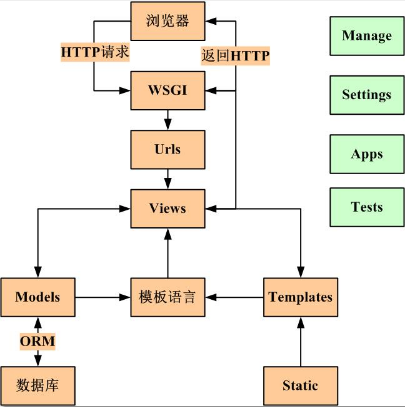 浏览器
Manage
HTTP请求
返回HTTP
WSGI
Settings
Urls
Apps
Views
Tests
Models
模板语言
Templates
ORM
数据库
Static